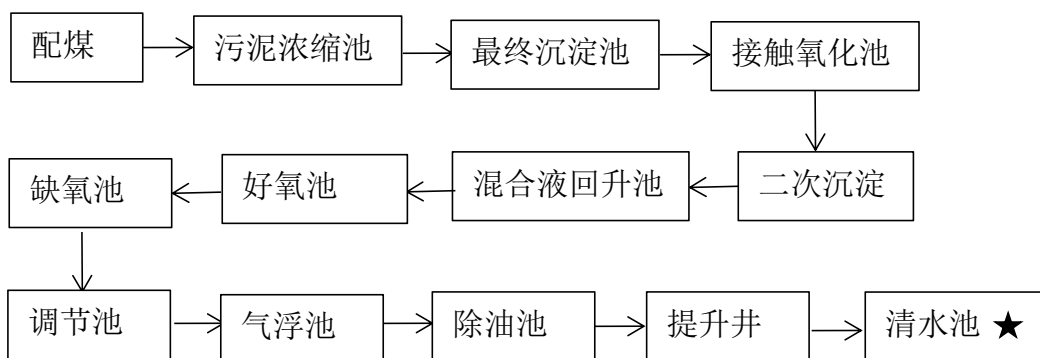 配煤
污泥浓缩池
最终沉淀池
接触氧化池
二次沉淀
混合液回升池
好氧池
缺氧池
调节池
气浮池
除油池
提升井
清水池 ★